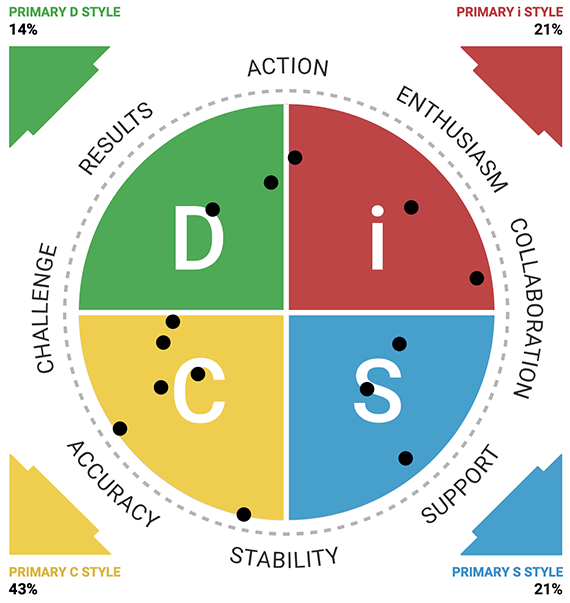 PRIMARY D STYLE
14%
PRIMARY i STYLE
21%
ACTION
RESULTS
ENTHUSIASM
CHALLENGE
COLLABORATION
D
i
C
S
ACCURACY
SUPPORT
STABILITY
PRIMARY C STYLE
43%
PRIMARY S STYLE
21%